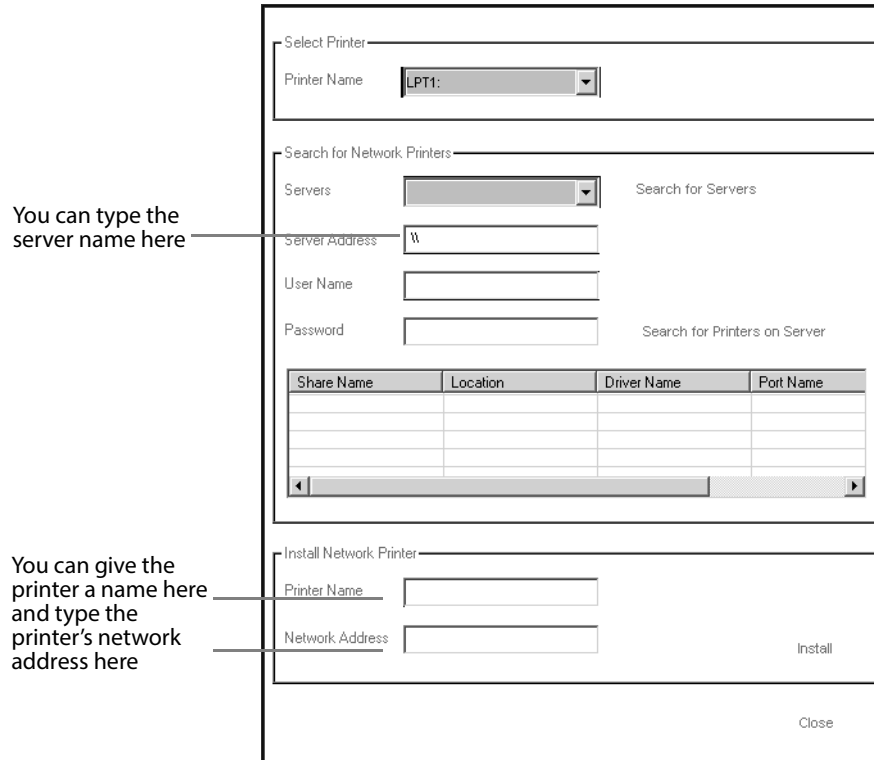 Select Printer
Printer Name
LPT1:
Search for Network Printers
Servers
Search for Servers
You can type the
server name here
Server Address
\\
User Name
Password
Search for Printers on Server
Share Name Location Driver Name Port Name
Install Network Printer
You can give the
printer a name here
and type the
printer's network
address here
Printer Name
Network Address
Install
Close